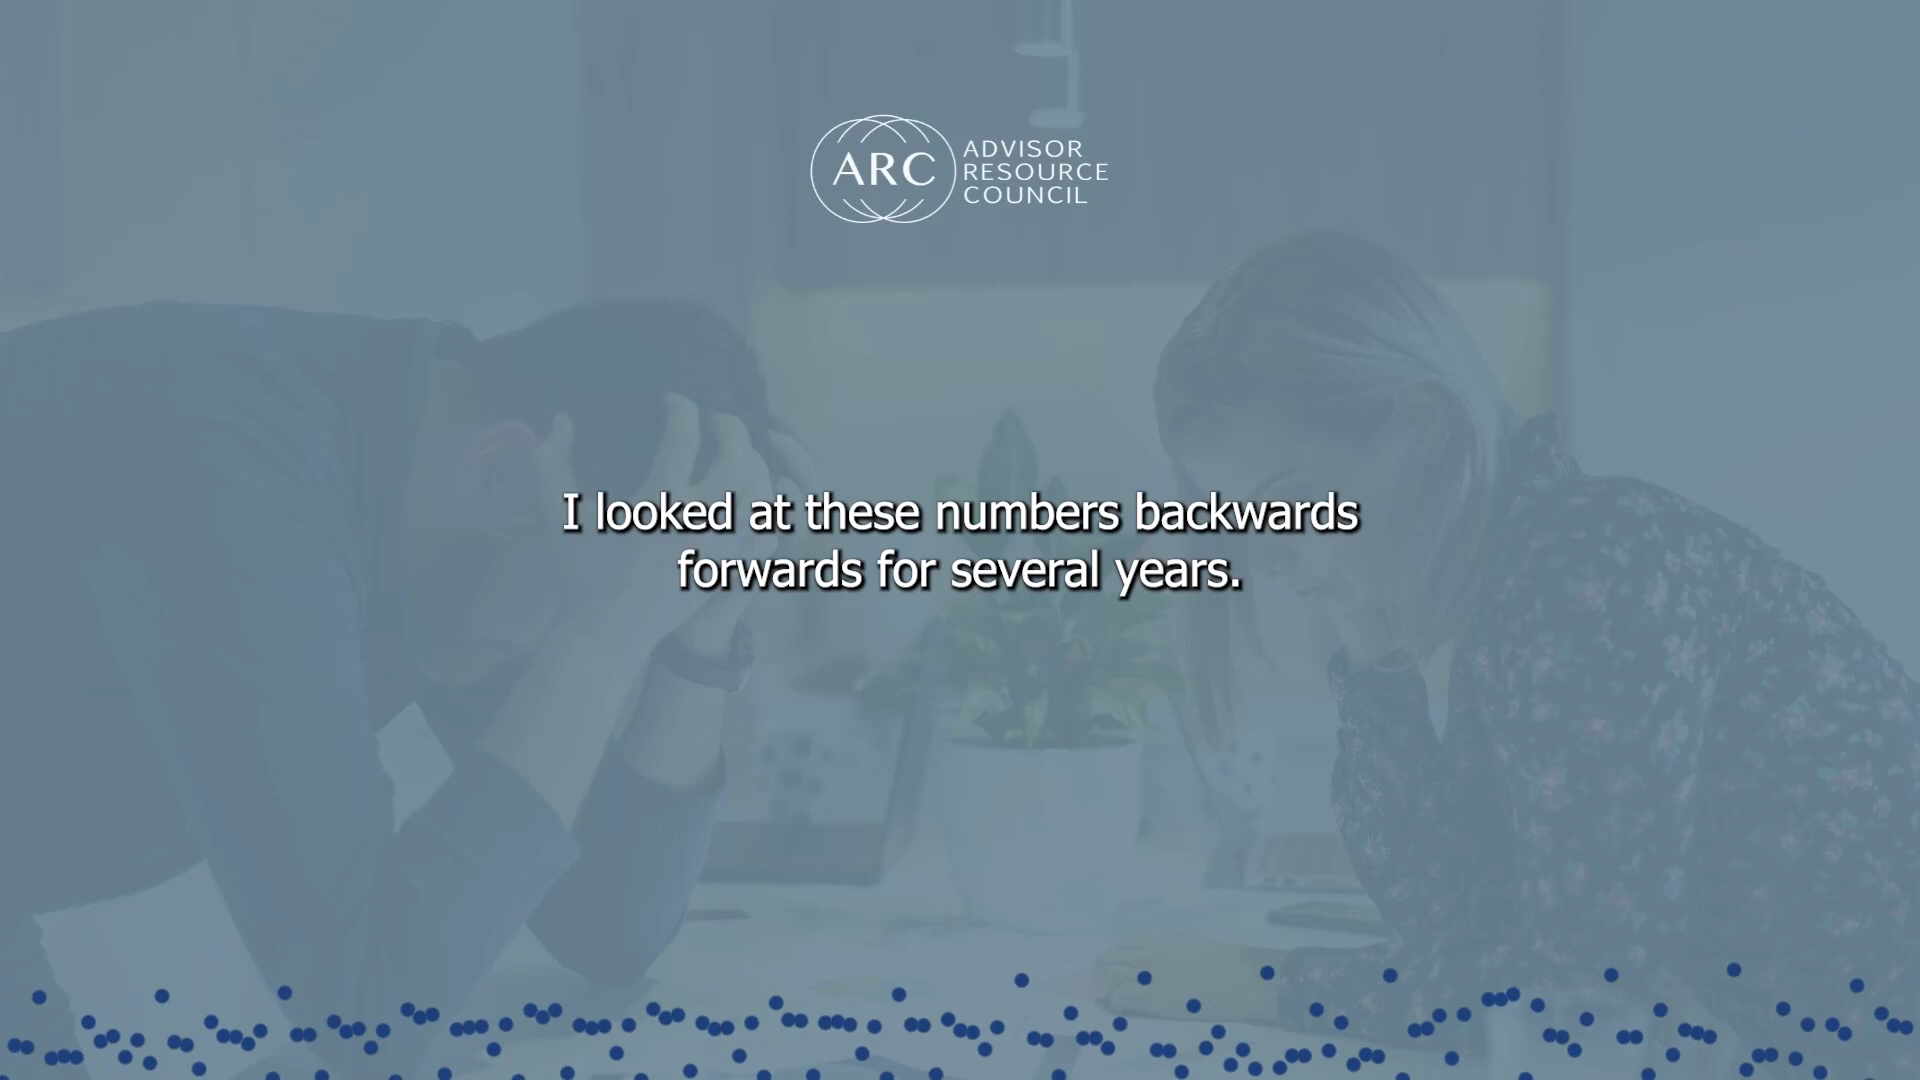 ARC
ADVISOR
RESOURCE
COUNCIL
I looked at these numbers backwards
forwards for several years.